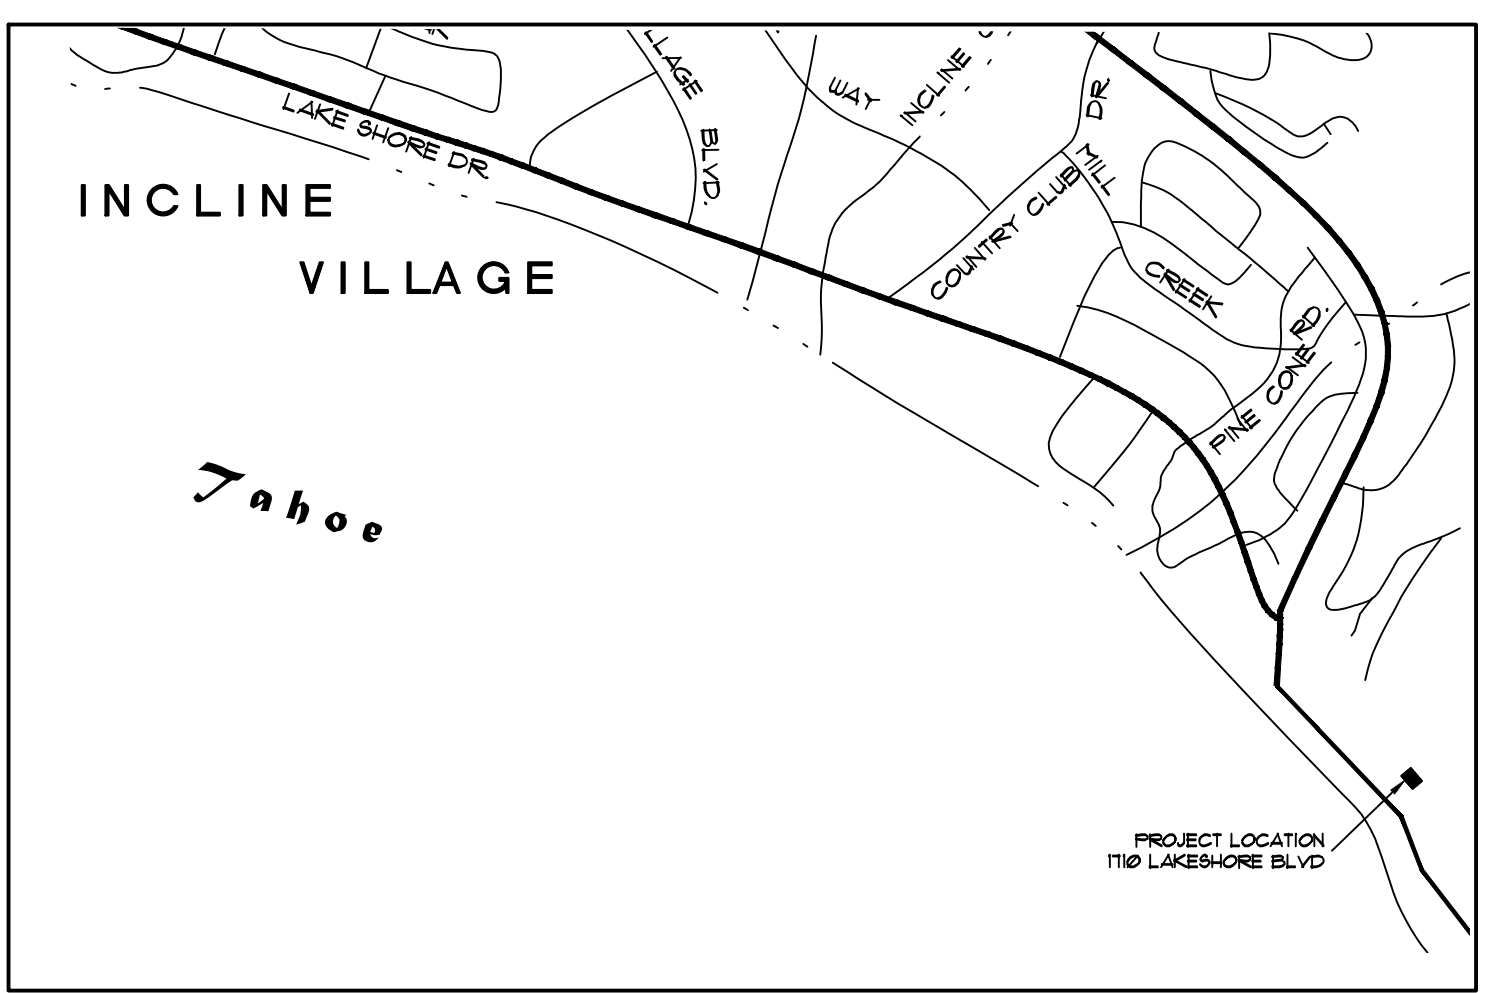 LAKE SHORE DR.
LLAGE BLVD.
WAY
INCLINE
COUNTRY CLUB DR.
MILL CREEK
PINE CONE RD.
INCLINE
VILLAGE
Tahoe
PROJECT LOCATION
1710 LAKESHORE BLVD